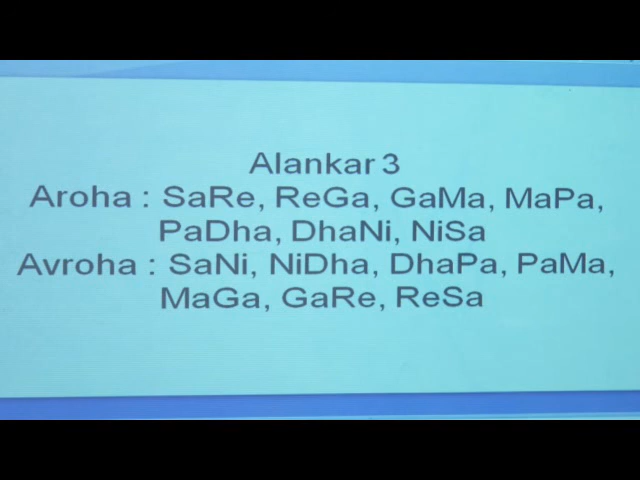 Alankar 3
Aroha : SaRe, ReGa, GaMa, MaPa,
PaDha, DhaNi, NiSa
Avroha : SaNi, NiDha, DhaPa, PaMa,
MaGa, GaRe, ReSa